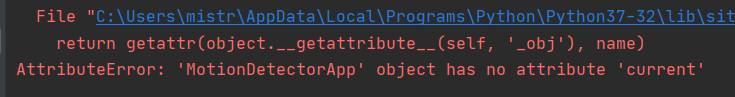 File "C:\Users\mistr\AppData\Local\Programs\Python\Python37-32\lib\sit
return getattr(object.__getattribute__(self, '_obj'), name)
AttributeError: 'MotionDetectorApp' object has no attribute 'current'